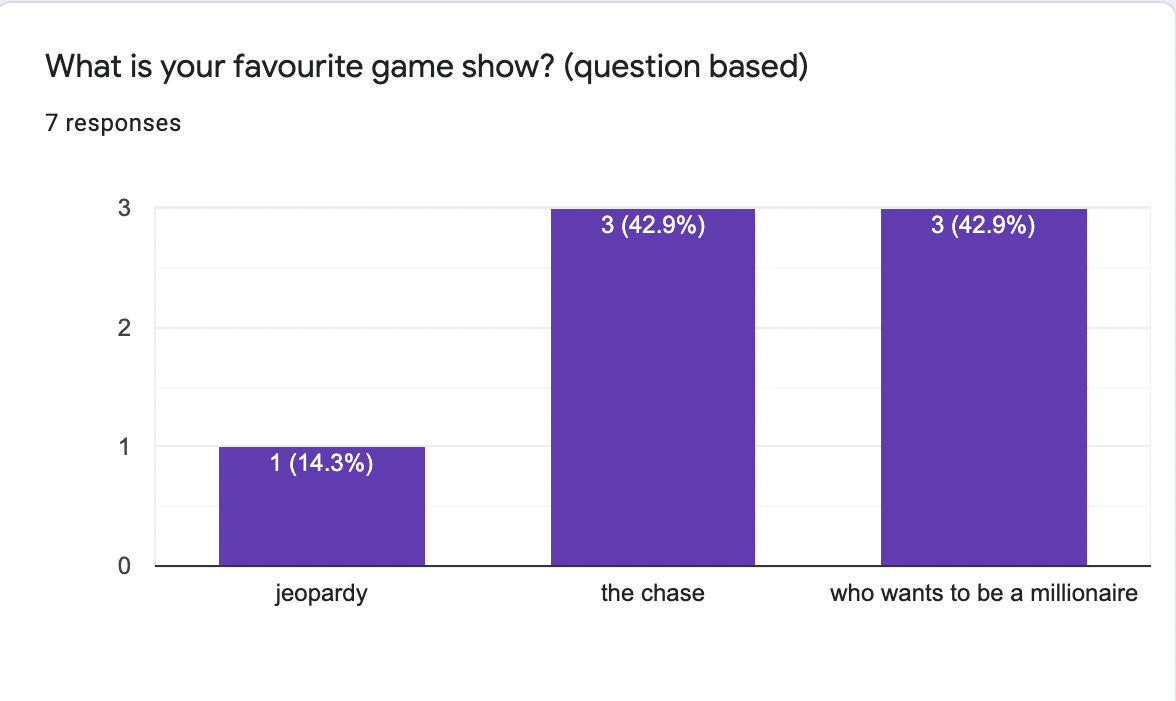 What is your favourite game show? (question based)
7 responses
3
3 (42.9%)
3 (42.9%)
2
1
1 (14.3%)
0
jeopardy
the chase
who wants to be a millionaire